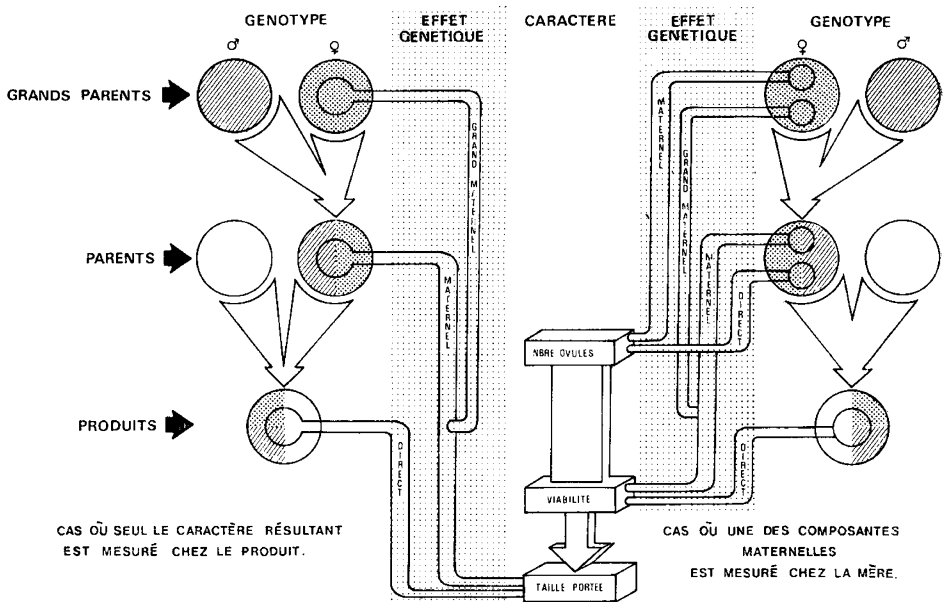 GENOTYPE
EFFET
GENETIQUE
CARACTERE
EFFET
GENETIQUE
GENOTYPE
♂
♀
♀
♂
GRANDS PARENTS
PARENTS
PRODUITS
GRAND MATERNEL
MATERNEL
DIRECT
MATERNEL
GRAND MATERNEL
MATERNEL
DIRECT
DIRECT
NBRE OVULES
VIABILITE
TAILLE PORTEE
CAS OÙ SEUL LE CARACTÈRE RÉSULTANT
EST MESURÉ CHEZ LE PRODUIT.
CAS OÙ UNE DES COMPOSANTES
MATERNELLES
EST MESURÉ CHEZ LA MÈRE.